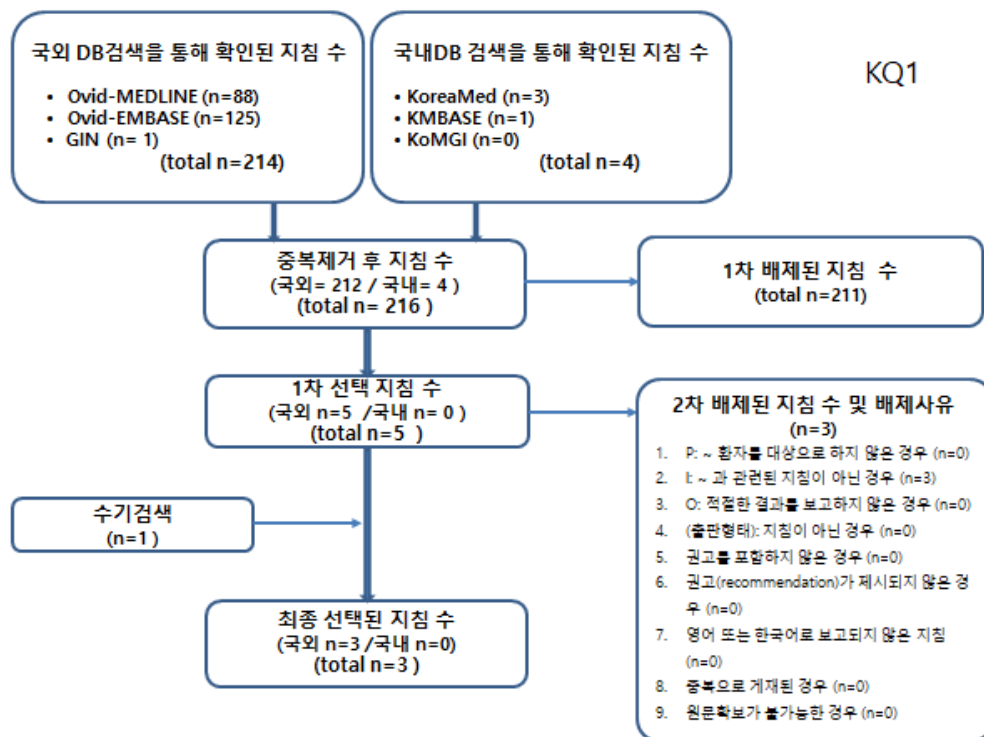 국외 DB검색을 통해 확인된 지침 수
• Ovid-MEDLINE (n=88)
• Ovid-EMBASE (n=125)
• GIN (n= 1)
(total n=214)
국내DB 검색을 통해 확인된 지침 수
• KoreaMed (n=3)
• KMBASE (n=1)
• KoMGI (n=0)
(total n=4)
KQ1
중복제거 후 지침 수
(국외= 212 / 국내= 4 )
(total n= 216 )
1차 배제된 지침 수
(total n=211)
1차 선택 지침 수
(국외 n=5 /국내 n= 0 )
(total n=5 )
2차 배제된 지침 수 및 배제사유
(n=3)
1. P: ~ 환자를 대상으로 하지 않은 경우 (n=0)
2. I: ~ 과 관련된 지침이 아닌 경우 (n=3)
3. O: 적절한 결과를 보고하지 않은 경우 (n=0)
4. (출판형태): 지침이 아닌 경우 (n=0)
5. 권고를 포함하지 않은 경우 (n=0)
6. 권고(recommendation)가 제시되지 않은 경
우 (n=0)
7. 영어 또는 한국어로 보고되지 않은 지침
(n=0)
8. 중복으로 게재된 경우 (n=0)
9. 원문확보가 불가능한 경우 (n=0)
수기검색
(n=1 )
최종 선택된 지침 수
(국외 n=3 /국내 n=0)
(total n=3 )